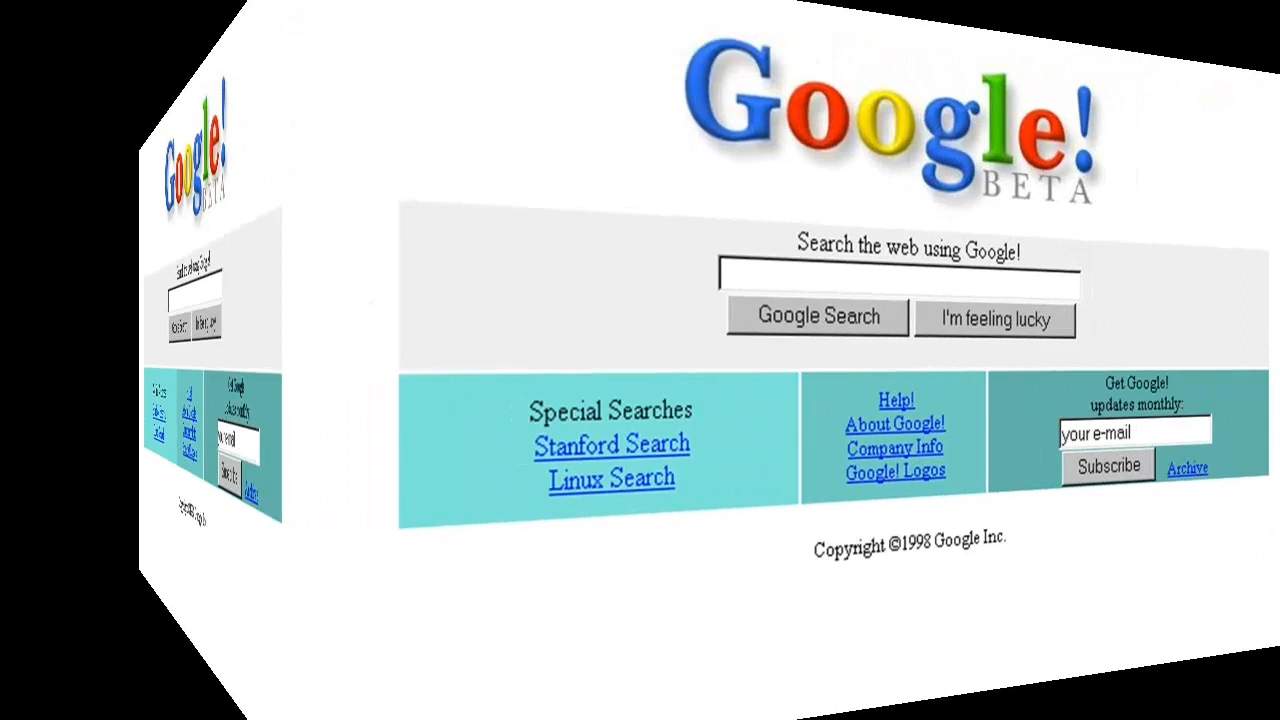 Google!
BETA
Search the web using Google!
Google Search
I'm feeling lucky
Special Searches
Stanford Search
Linux Search
Help!
About Google!
Company Info
Google! Logos
Get Google!
updates monthly:
your e-mail
Subscribe
Archive
Copyright ©1998 Google Inc.
Google!
BETA